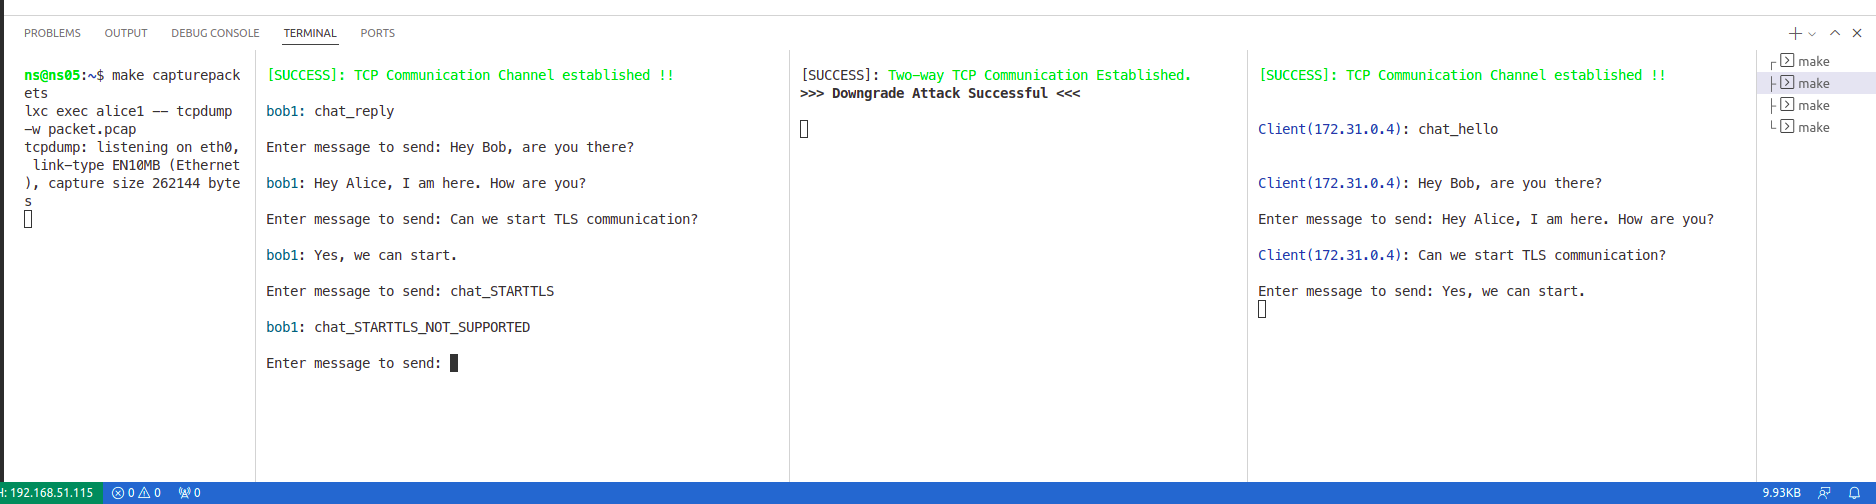 PROBLEMS OUTPUT DEBUG CONSOLE TERMINAL PORTS
ns@ns05:~$ make capturepack
ets
lxc exec alice1 -- tcpdump
-w packet.pcap
tcpdump: listening on eth0,
link-type EN10MB (Ethernet
), capture size 262144 byte
s
[SUCCESS]: TCP Communication Channel established !!
bob1: chat_reply
Enter message to send: Hey Bob, are you there?
bob1: Hey Alice, I am here. How are you?
Enter message to send: Can we start TLS communication?
bob1: Yes, we can start.
Enter message to send: chat_STARTTLS
bob1: chat_STARTTLS_NOT_SUPPORTED
Enter message to send:
[SUCCESS]: Two-way TCP Communication Established.
>>> Downgrade Attack Successful <<<
[SUCCESS]: TCP Communication Channel established !!
Client(172.31.0.4): chat_hello
Client(172.31.0.4): Hey Bob, are you there?
Enter message to send: Hey Alice, I am here. How are you?
Client(172.31.0.4): Can we start TLS communication?
Enter message to send: Yes, we can start.
make
make
make
make
H: 192.168.51.115 0 0 0 9.93KB